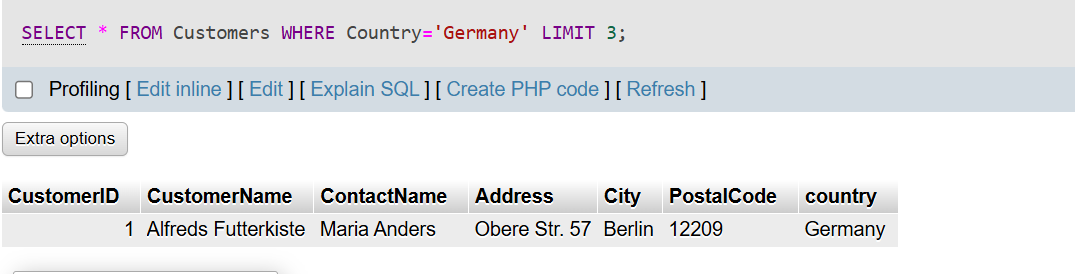 SELECT * FROM Customers WHERE Country='Germany' LIMIT 3;
Profiling [ Edit inline ] [ Edit ] [ Explain SQL ] [ Create PHP code ] [ Refresh ]
Extra options
CustomerID CustomerName ContactName Address City PostalCode country
1 Alfreds Futterkiste Maria Anders Obere Str. 57 Berlin 12209 Germany